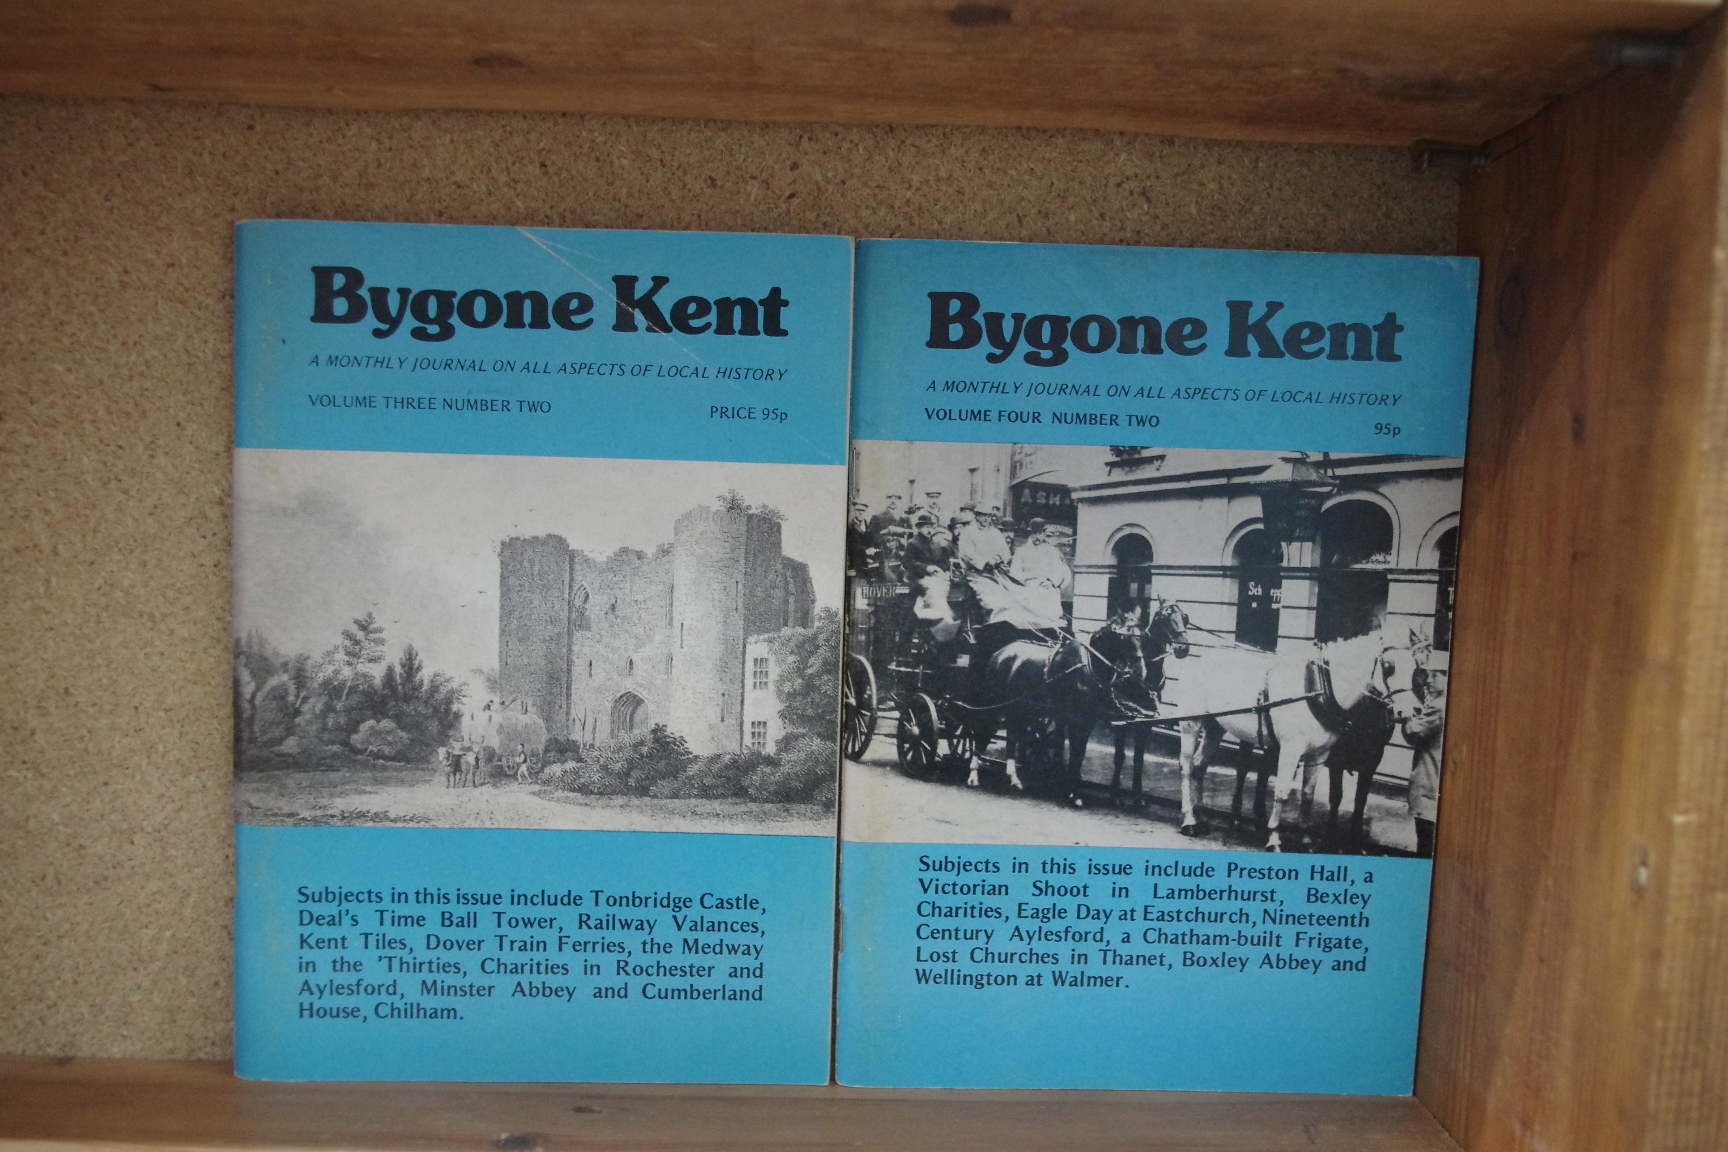 Bygone Kent
A MONTHLY JOURNAL ON ALL ASPECTS OF LOCAL HISTORY
VOLUME THREE NUMBER TWO
PRICE 95p
Subjects in this issue include Tonbridge Castle,
Deal's Time Ball Tower, Railway Valances,
Kent Tiles, Dover Train Ferries, the Medway
in the 'Thirties, Charities in Rochester and
Aylesford, Minster Abbey and Cumberland
House, Chilham.
Bygone Kent
A MONTHLY JOURNAL ON ALL ASPECTS OF LOCAL HISTORY
VOLUME FOUR NUMBER TWO
95p
ASH
DOVER
Subjects in this issue include Preston Hall, a
Victorian Shoot in Lamberhurst, Bexley
Charities, Eagle Day at Eastchurch, Nineteenth
Century Aylesford, a Chatham-built Frigate,
Lost Churches in Thanet, Boxley Abbey and
Wellington at Walmer.